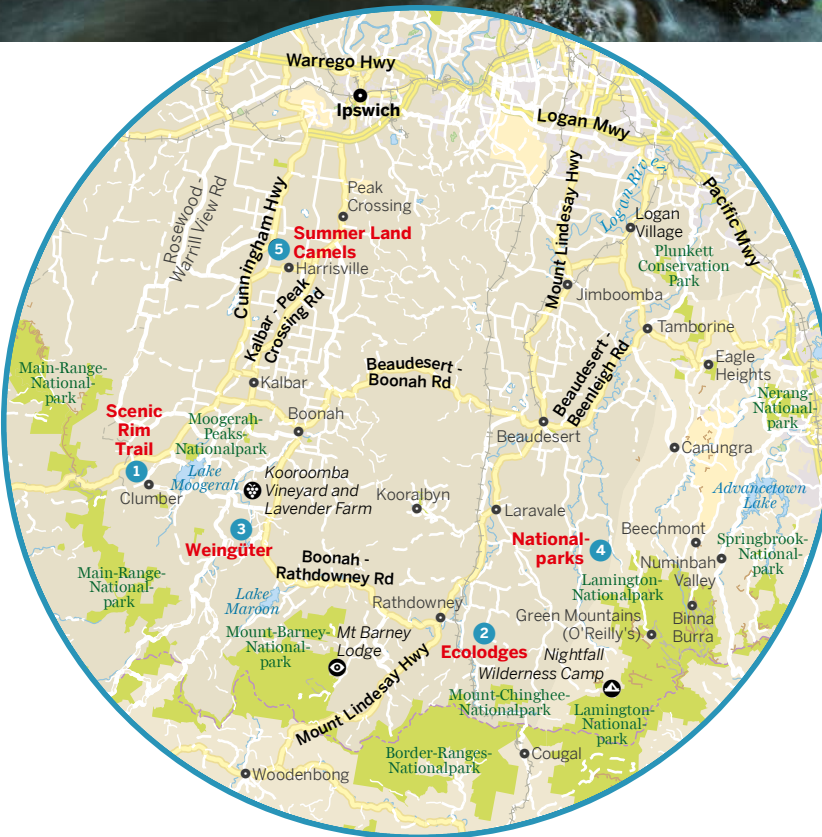 Warrego Hwy
Ipswich
Logan Mwy
Rosewood -
Warrill View Rd
Cunningham Hwy
Peak
Crossing
Mount Lindesay Hwy
Logan River
Pacific Mwy
Logan
Village
5
Summer Land
Camels
Harrisville
Plunkett
Conservation
Park
Jimboomba
Kalbar - Peak
Crossing Rd
Tamborine
Beaudesert -
Beenleigh Rd
Eagle
Heights
Main-Range-
National-
park
Kalbar
Beaudesert -
Boonah Rd
Nerang-
National-
park
Scenic
Rim
Trail
1
Clumber
Moogerah-
Peaks-
Nationalpark
Boonah
Beaudesert
Canungra
Lake
Moogerah
Kooroomba
Vineyard and
Lavender Farm
Kooralbyn
Laravale
Advancetown
Lake
3
Weingüter
National-
parks
4
Beechmont
Springbrook-
National-
park
Numinbah
Valley
Main-Range-
National-
park
Boonah -
Rathdowney Rd
Lamington-
Nationalpark
Lake
Maroon
Rathdowney
Green Mountains
(O'Reilly's)
Binna
Burra
Mount-Barney-
National-
park
Mt Barney
Lodge
2
Ecolodges
Nightfall
Wilderness Camp
Mount Lindesay Hwy
Mount-Chinghee-
Nationalpark
Lamington-
National-
park
Border-Ranges-
Nationalpark
Cougal
Woodenbong